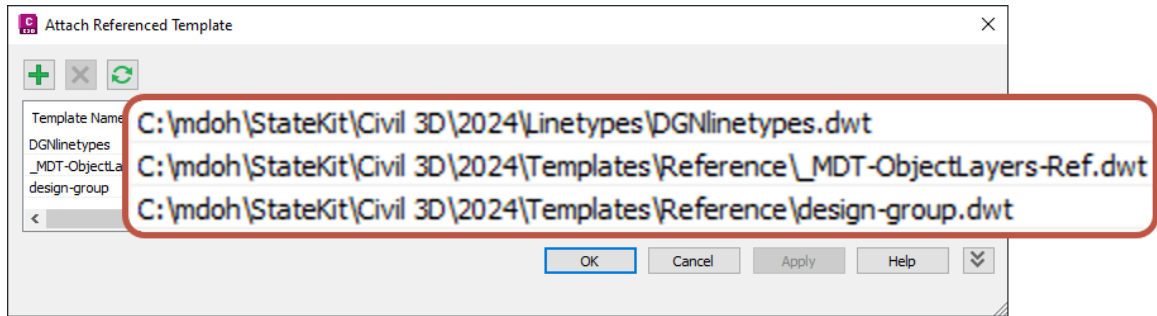 C E3D Attach Referenced Template
Template Name
DGNlinetypes
_MDT-ObjectLa
design-group
C:\mdoh\StateKit\Civil 3D\2024\Linetypes\DGNlinetypes.dwt
C:\mdoh\StateKit\Civil 3D\2024\Templates\Reference\_MDT-ObjectLayers-Ref.dwt
C:\mdoh\StateKit\Civil 3D\2024\Templates\Reference\design-group.dwt
OK Cancel Apply Help